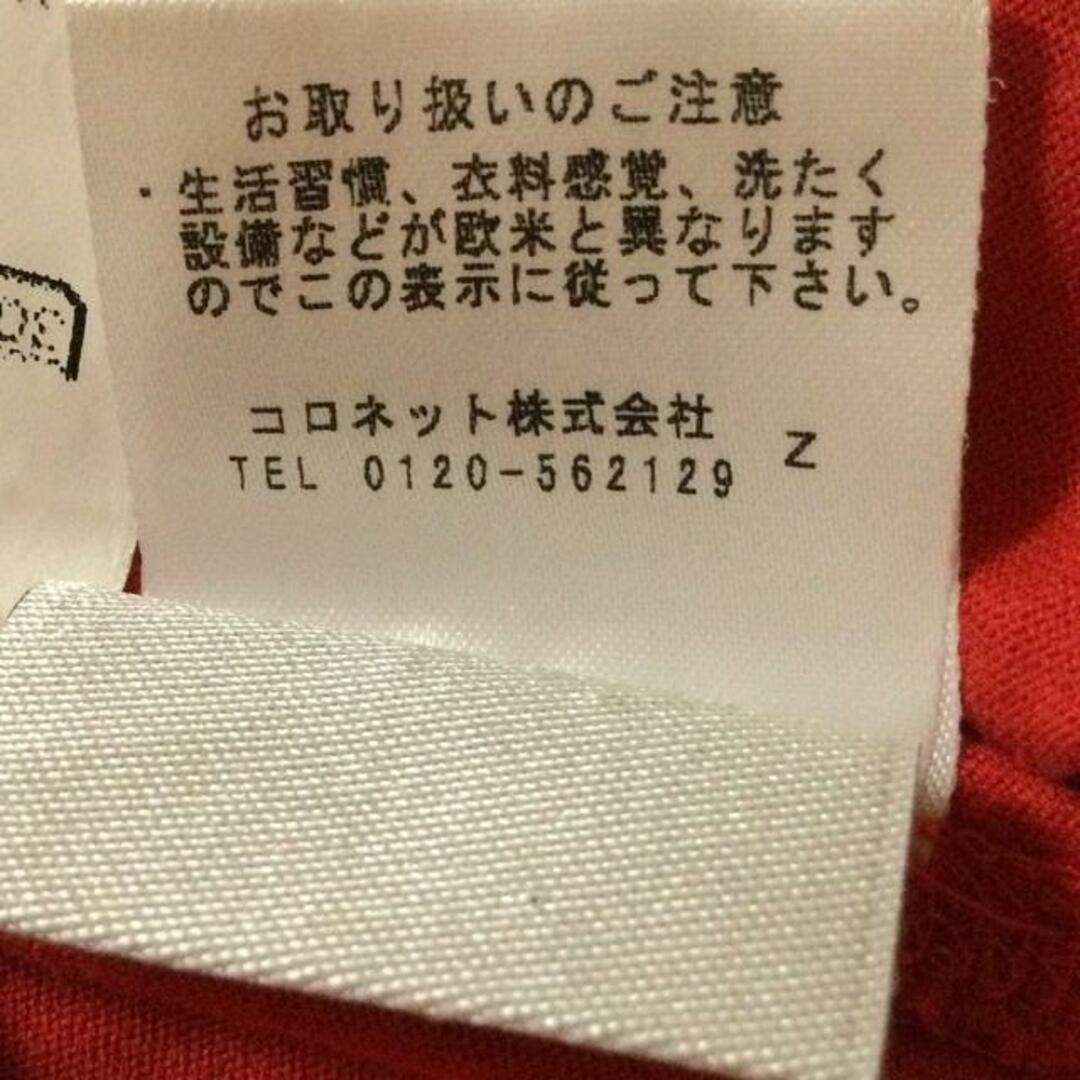 お取り扱いのご注意
・生活習慣、衣料感覚、洗たく
設備などが欧米と異なります
のでこの表示に従って下さい。
コロネット株式会社
TEL 0120-562129 Z